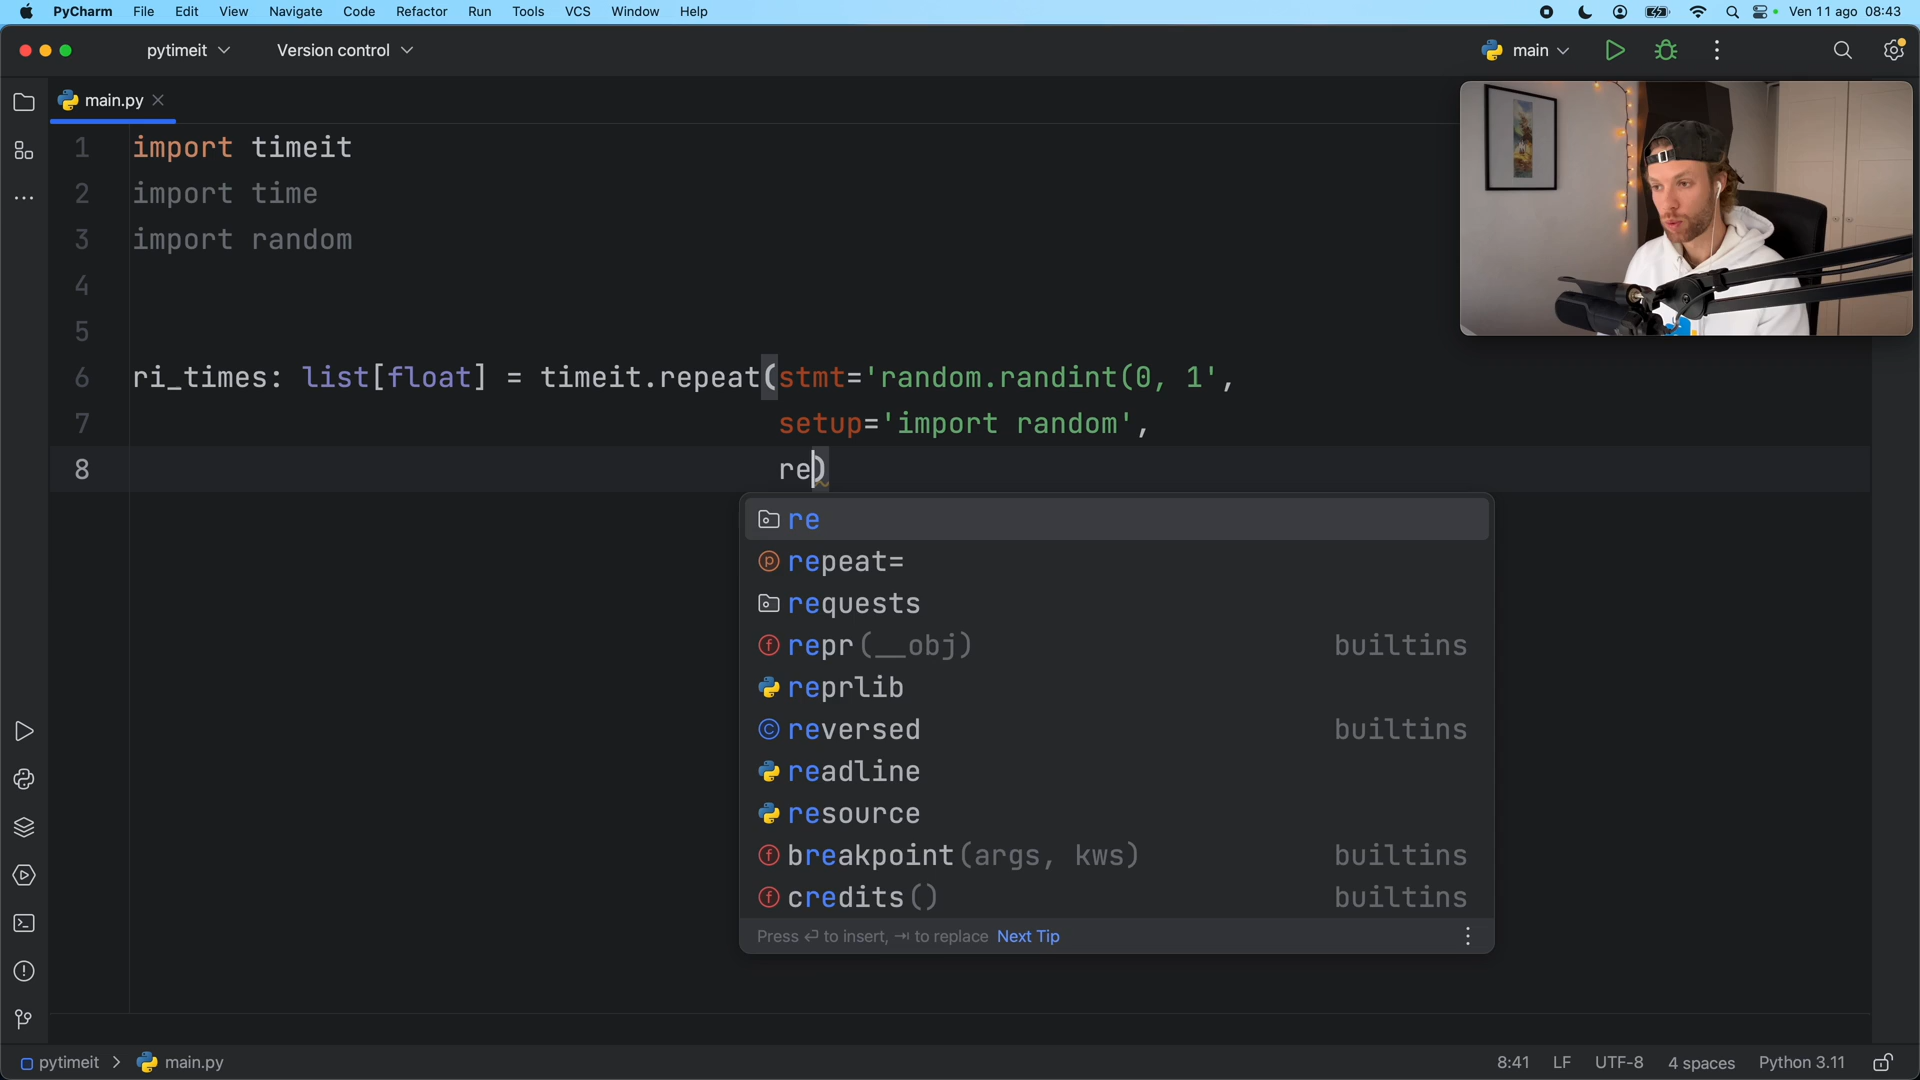 PyCharm File Edit View Navigate Code Refactor Run Tools VCS Window Help Ven 11 ago 08:43
pytimeit Version control main
main.py
1 import timeit
2 import time
3 import random
4
5
6 ri_times: list[float] = timeit.repeat(stmt='random.randint(0, 1',
7 setup='import random',
8 re)
re
repeat=
requests
repr(__obj) builtins
reprlib
reversed builtins
readline
resource
breakpoint(args, kws) builtins
credits() builtins
Press ⏎ to insert, ⇥ to replace Next Tip
pytimeit > main.py 8:41 LF UTF-8 4 spaces Python 3.11